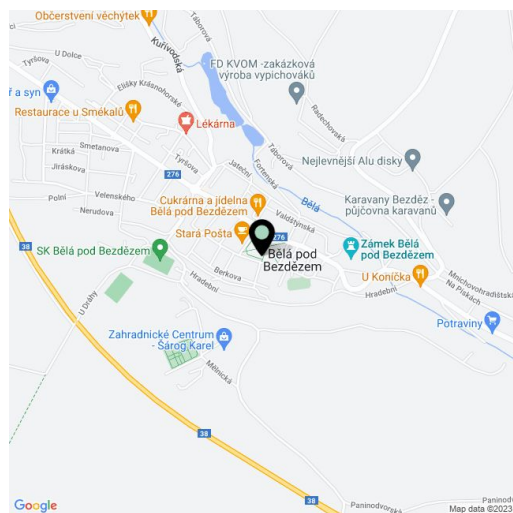 Občerstvení věchýtek
Kuřívodská
Táborová
Tyršova
U Dolce
FD KVOM -zakázková
výroba vypichováků
ř a syn
Elišky Krásnohorské
Restaurace u Smékalů
Radechovská
Lékárna
Smetanova
Krátká
Tyršova
Jiráskova
276
Jateční
Fortenská
Táborová
Nejlevnější Alu disky
Polní
Velenského
Nerudova
Cukrárna a jídelna
Bělá pod Bezdězem
Bělá
Valdštýnská
Karavany Bezděz -
půjčovna karavanů
Stará Pošta
276
38
SK Bělá pod Bezdězem
Bělá pod
Bezdězem
Zámek Bělá
pod Bezdězem
U Koníčka
Berkova
Hradební
Hradební
U Dráhy
Mnichovohradištská
Na Pískách
Potraviny
Zahradnické Centrum
- Šárog Karel
Mělnická
38
38
Paninodvorská
Paninodvo
Google
Map data ©2023